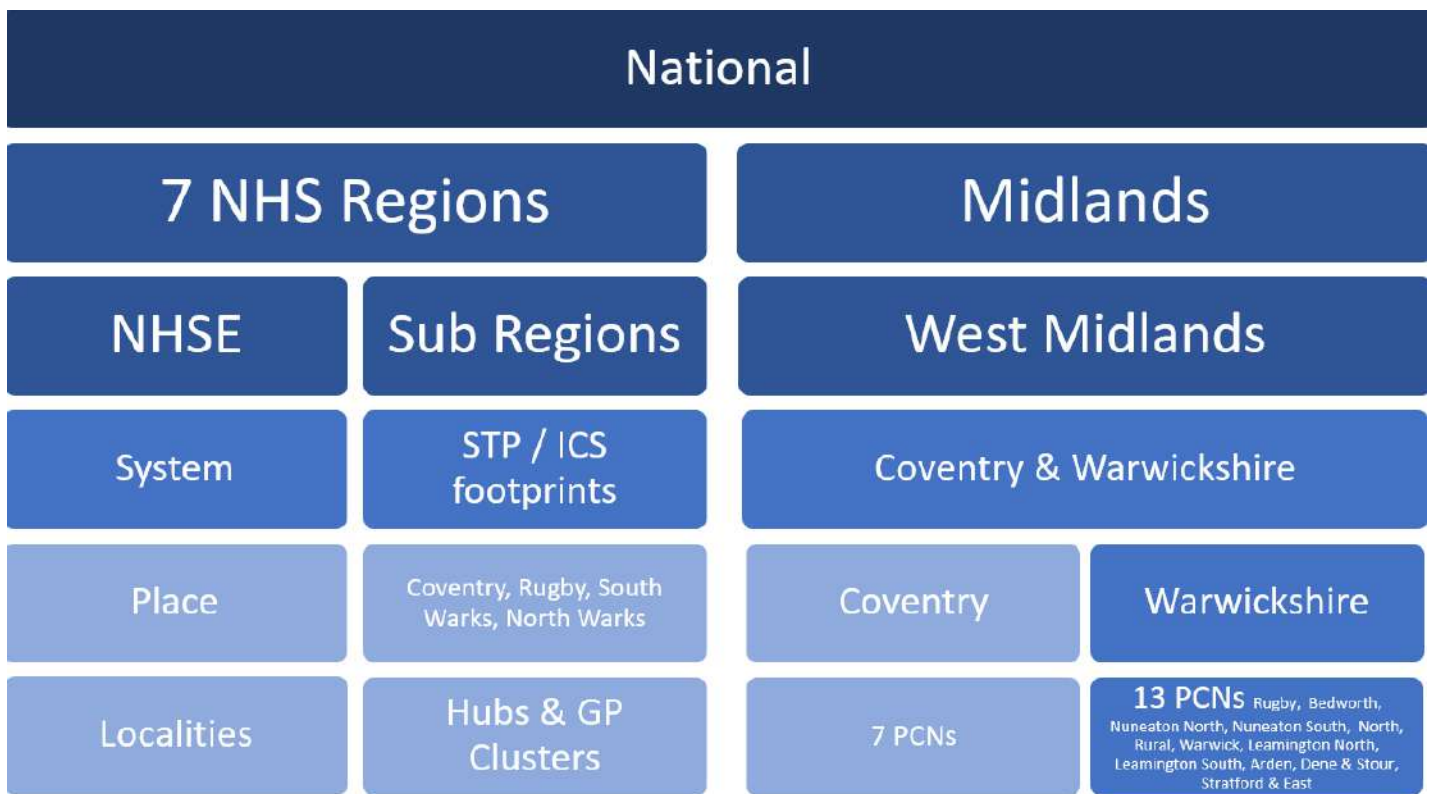 National
7 NHS Regions
Midlands
NHSE
Sub Regions
West Midlands
System
STP / ICS
footprints
Coventry & Warwickshire
Place
Coventry, Rugby, South
Warks, North Warks
Coventry
Warwickshire
Localities
Hubs & GP
Clusters
7 PCNs
13 PCNs Rugby, Bedworth,
Nuneaton North, Nuneaton South, North,
Rural, Warwick, Leamington North,
Leamington South, Arden, Dene & Stour,
Stratford & East